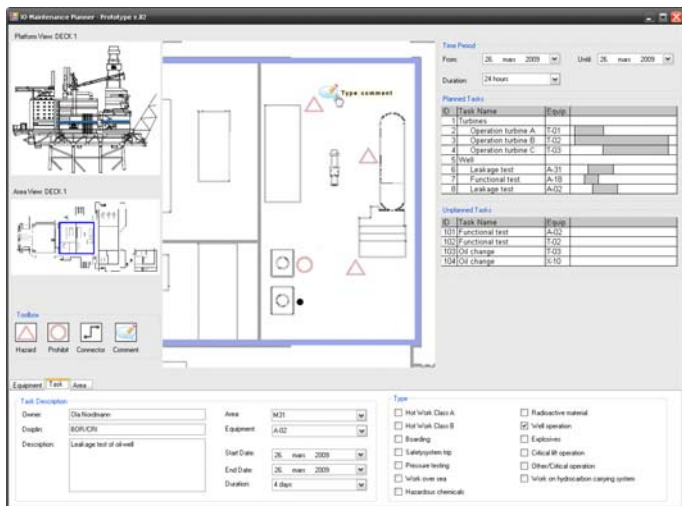 IO-Maintenance Planner - Prototype v.02
Platform View: DECK 1
Area View: DECK 1
Toolbox
Hazard Prohibit Connector Comment
Type comment
Time Period
From: 26. mars 2009 Until: 26. mars 2009
Duration: 24 hours
Planned Tasks
ID Task Name Equip
1 Turbines
2 Operation turbine A T-01
3 Operation turbine B T-02
4 Operation turbine C T-03
5 Well
6 Leakage test A-31
7 Functional test A-18
8 Leakage test A-02
Unplanned Tasks
ID Task Name Equip
101 Functional test A-02
102 Functional test T-02
103 Oil change T-03
104 Oil change X-10
Equipment Task Area
Task Description
Owner: Ola Nordmann
Disiplin: BOR/CRI
Description: Leakage test of oilwell
Area: M31
Equipment: A-02
Start Date: 26. mars 2009
End Date: 26. mars 2009
Duration: 4 days
Type
Hot Work Class A
Hot Work Class B
Boarding
Safetysystem trip
Pressure testing
Work over sea
Hazardous chemicals
Radioactive material
Well operation
Explosives
Critical lift operation
Other/Critical operation
Work on hydrocarbon carrying system